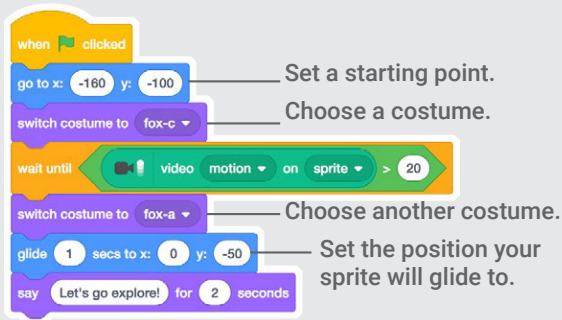 when clicked
go to x: -160 y: -100
Set a starting point.
switch costume to fox-c
Choose a costume.
wait until video motion on sprite > 20
switch costume to fox-a
Choose another costume.
glide 1 secs to x: 0 y: -50
Set the position your
sprite will glide to.
say Let's go explore! for 2 seconds